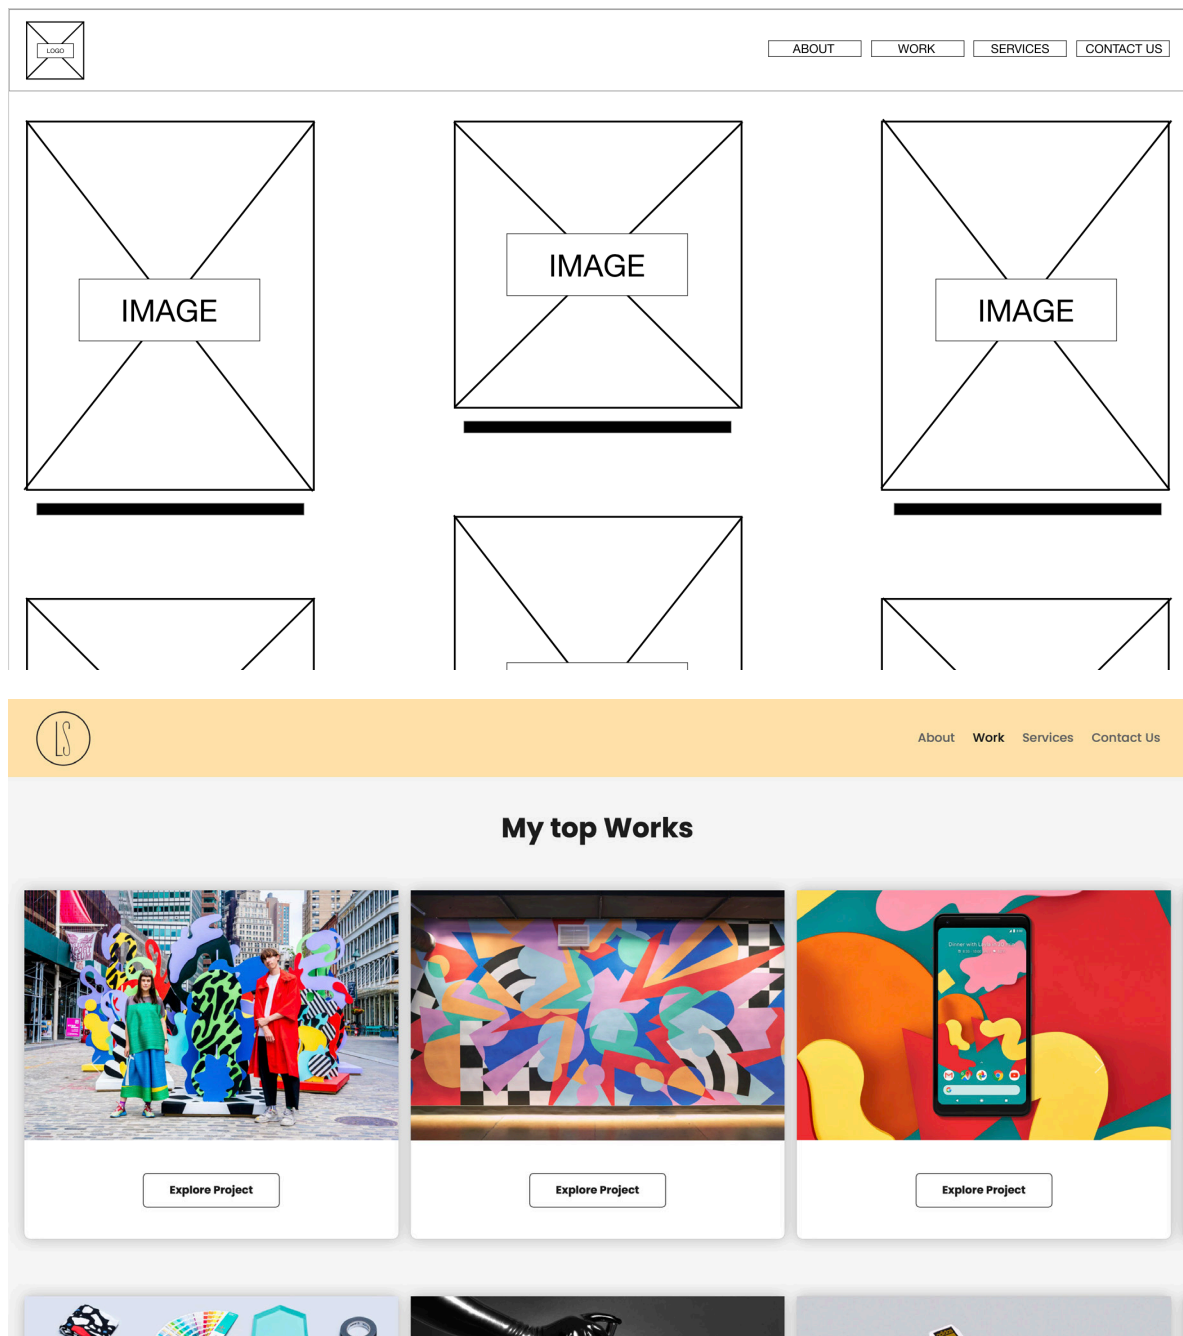 LOGO
ABOUT
WORK
SERVICES
CONTACT US
IMAGE
IMAGE
IMAGE
LS
About
Work
Services
Contact Us
My top Works
Explore Project
Explore Project
Explore Project